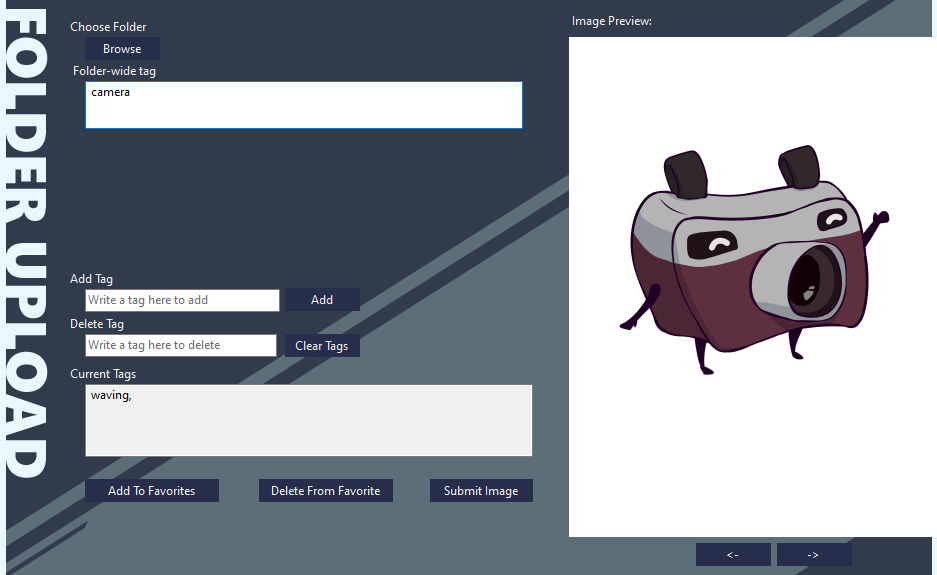 FOLDER UPLOAD
Choose Folder
Browse
Folder-wide tag
camera
Add Tag
Write a tag here to add
Add
Delete Tag
Write a tag here to delete
Clear Tags
Current Tags
waving,
Add To Favorites
Delete From Favorite
Submit Image
Image Preview:
<-
->